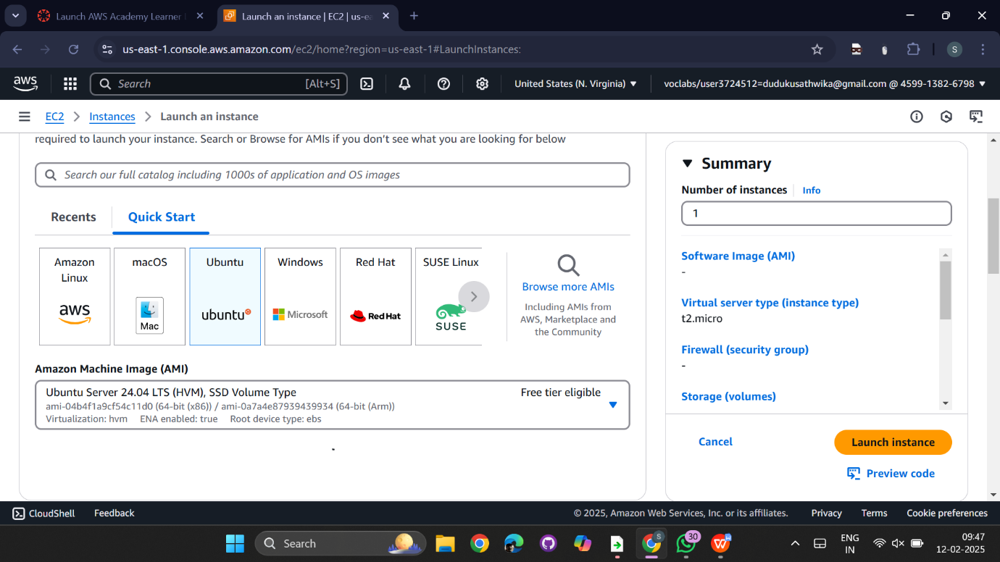 Launch AWS Academy Learner
Launch an instance | EC2 | us-ea
us-east-1.console.aws.amazon.com/ec2/home?region=us-east-1#LaunchInstances:
S
aws
Search
[Alt+S]
United States (N. Virginia)
voclabs/user3724512=dudukusathwika@gmail.com @ 4599-1382-6798
EC2
Instances
Launch an instance
required to launch your instance. Search or Browse for AMIs if you don't see what you are looking for below
Search our full catalog including 1000s of application and OS images
Recents
Quick Start
Amazon
Linux
aws
macOS
Mac
Ubuntu
ubuntu
Windows
Microsoft
Red Hat
Red Hat
SUSE Linux
SUSE
Browse more AMIs
Including AMIs from
AWS, Marketplace and
the Community
Amazon Machine Image (AMI)
Ubuntu Server 24.04 LTS (HVM), SSD Volume Type
Free tier eligible
ami-04b4f1a9cf54c11d0 (64-bit (x86)) / ami-0a7a4e87939439934 (64-bit (Arm))
Virtualization: hvm ENA enabled: true Root device type: ebs
Summary
Number of instances
Info
1
Software Image (AMI)
-
Virtual server type (instance type)
t2.micro
Firewall (security group)
-
Storage (volumes)
Cancel
Launch instance
Preview code
CloudShell
Feedback
© 2025, Amazon Web Services, Inc. or its affiliates.
Privacy
Terms
Cookie preferences
Search
S
30
W
ENG
IN
09:47
12-02-2025